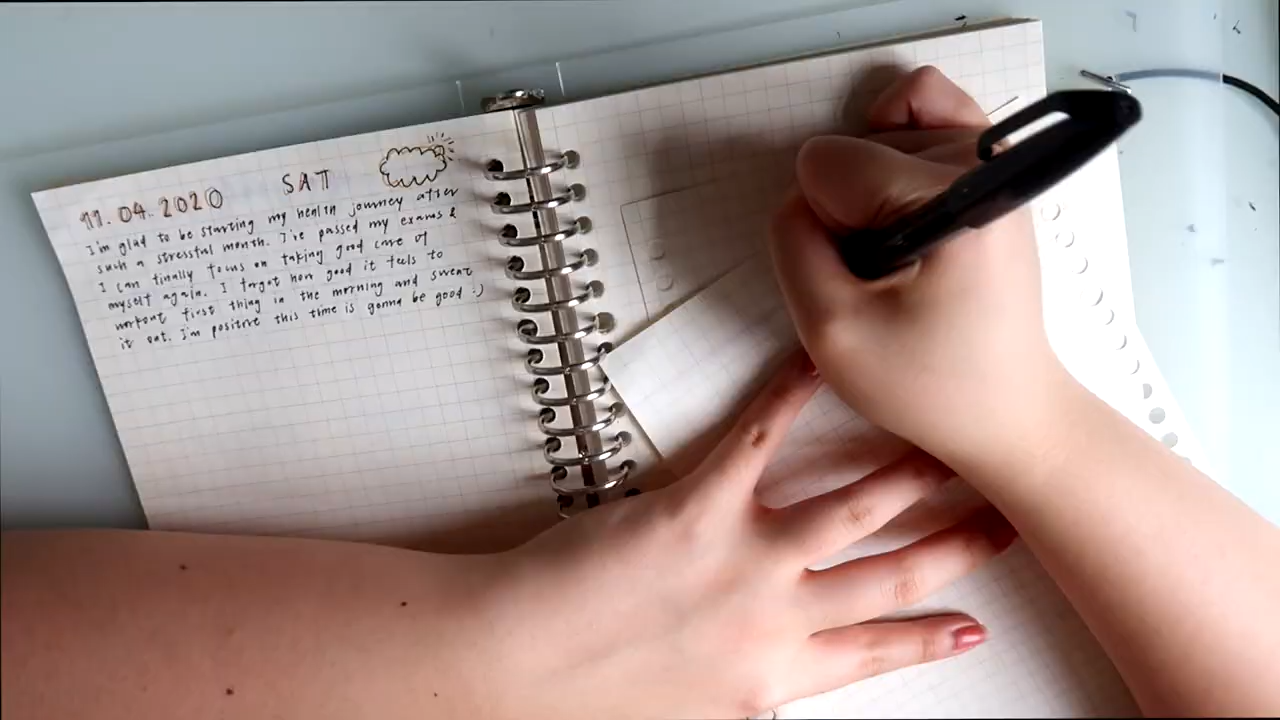 11.04.2020 SAT
I'm glad to be starting my health journey after
such a stressful month. I've passed my exams &
I can finally focus on taking good care of
myself again. I forgot how good it feels to
workout first thing in the morning and sweat
it out. I'm positive this time is gonna be good :)